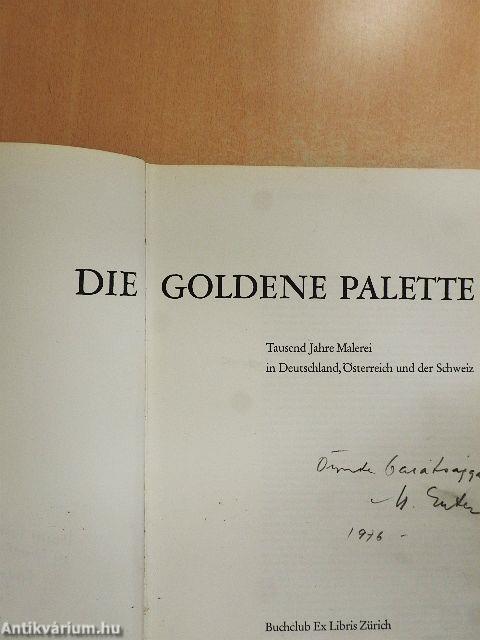 DIE GOLDENE PALETTE
Tausend Jahre Malerei
in Deutschland, Österreich und der Schweiz
barátsággal
1976 -
Buchclub Ex Libris Zürich
Antikvárium.hu